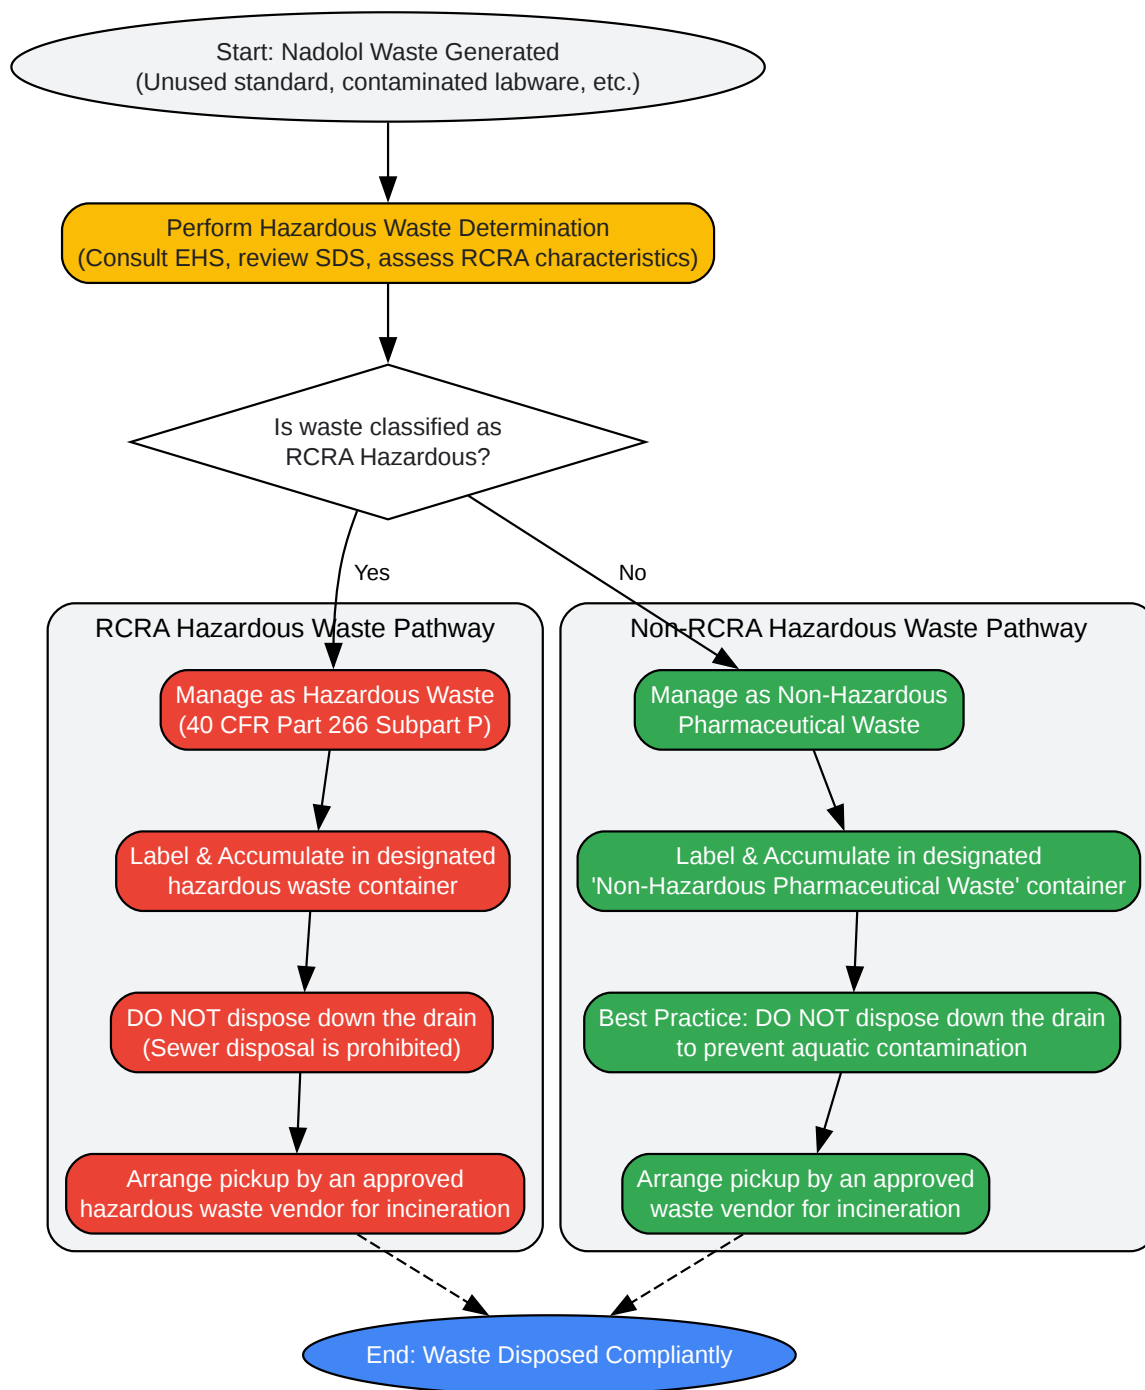 Start: Nadolol Waste Generated
(Unused standard, contaminated labware, etc.)
Perform Hazardous Waste Determination
(Consult EHS, review SDS, assess RCRA characteristics)
Is waste classified as
RCRA Hazardous?
Yes
No
RCRA Hazardous Waste Pathway
Manage as Hazardous Waste
(40 CFR Part 266 Subpart P)
Label & Accumulate in designated
hazardous waste container
DO NOT dispose down the drain
(Sewer disposal is prohibited)
Arrange pickup by an approved
hazardous waste vendor for incineration
Non-RCRA Hazardous Waste Pathway
Manage as Non-Hazardous
Pharmaceutical Waste
Label & Accumulate in designated
'Non-Hazardous Pharmaceutical Waste' container
Best Practice: DO NOT dispose down the drain
to prevent aquatic contamination
Arrange pickup by an approved
waste vendor for incineration
End: Waste Disposed Compliantly